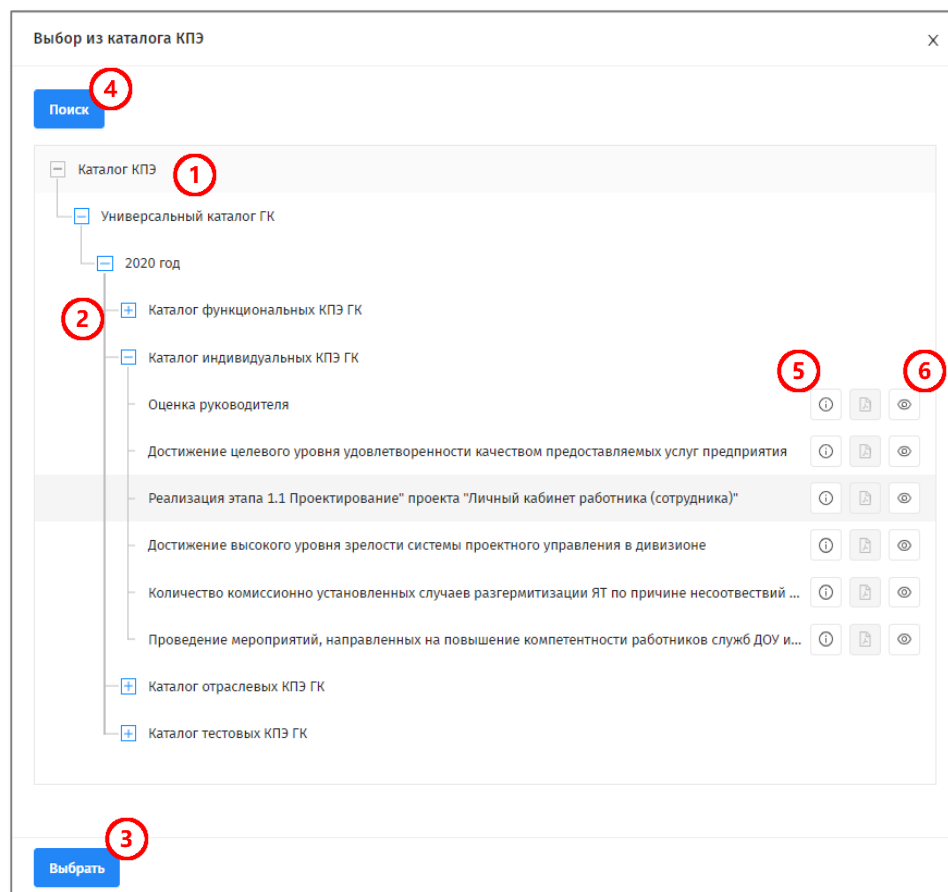 Выбор из каталога КПЭ
X
4
Поиск
Каталог КПЭ
1
Универсальный каталог ГК
2020 год
2
Каталог функциональных КПЭ ГК
Каталог индивидуальных КПЭ ГК
5
6
Оценка руководителя
Достижение целевого уровня удовлетворенности качеством предоставляемых услуг предприятия
Реализация этапа 1.1 Проектирование" проекта "Личный кабинет работника (сотрудника)"
Достижение высокого уровня зрелости системы проектного управления в дивизионе
Количество комиссионно установленных случаев разгермитизации ЯТ по причине несоотвествий ...
Проведение мероприятий, направленных на повышение компетентности работников служб ДОУ и...
Каталог отраслевых КПЭ ГК
Каталог тестовых КПЭ ГК
3
Выбрать